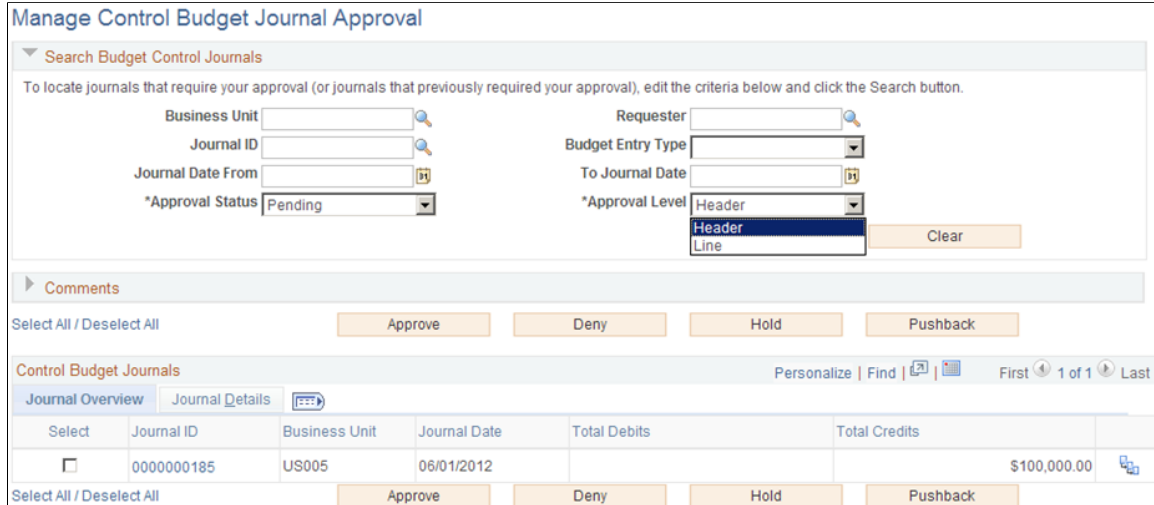 Manage Control Budget Journal Approval
Search Budget Control Journals
To locate journals that require your approval (or journals that previously required your approval), edit the criteria below and click the Search button.
Business Unit Requester
Journal ID Budget Entry Type
Journal Date From 31 To Journal Date 31
*Approval Status Pending *Approval Level Header
Header
Line
Clear
Comments
Select All / Deselect All Approve Deny Hold Pushback
Control Budget Journals Personalize | Find | | First 1 of 1 Last
Journal Overview Journal Details
Select Journal ID Business Unit Journal Date Total Debits Total Credits
0000000185 US005 06/01/2012 $100,000.00
Select All / Deselect All Approve Deny Hold Pushback